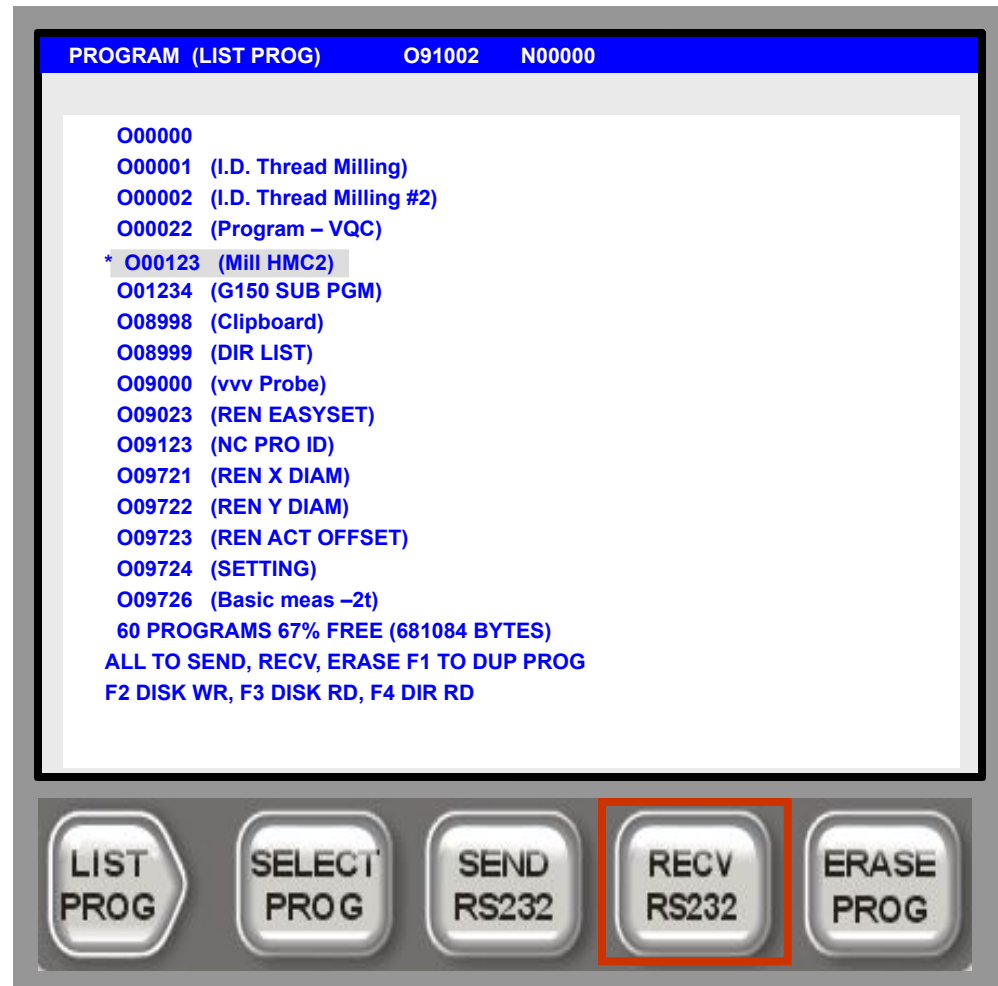 PROGRAM (LIST PROG) O91002 N00000
O00000
O00001 (I.D. Thread Milling)
O00002 (I.D. Thread Milling #2)
O00022 (Program – VQC)
* O00123 (Mill HMC2)
O01234 (G150 SUB PGM)
O08998 (Clipboard)
O08999 (DIR LIST)
O09000 (vvv Probe)
O09023 (REN EASYSET)
O09123 (NC PRO ID)
O09721 (REN X DIAM)
O09722 (REN Y DIAM)
O09723 (REN ACT OFFSET)
O09724 (SETTING)
O09726 (Basic meas –2t)
60 PROGRAMS 67% FREE (681084 BYTES)
ALL TO SEND, RECV, ERASE F1 TO DUP PROG
F2 DISK WR, F3 DISK RD, F4 DIR RD
LIST
PROG
SELECT
PROG
SEND
RS232
RECV
RS232
ERASE
PROG